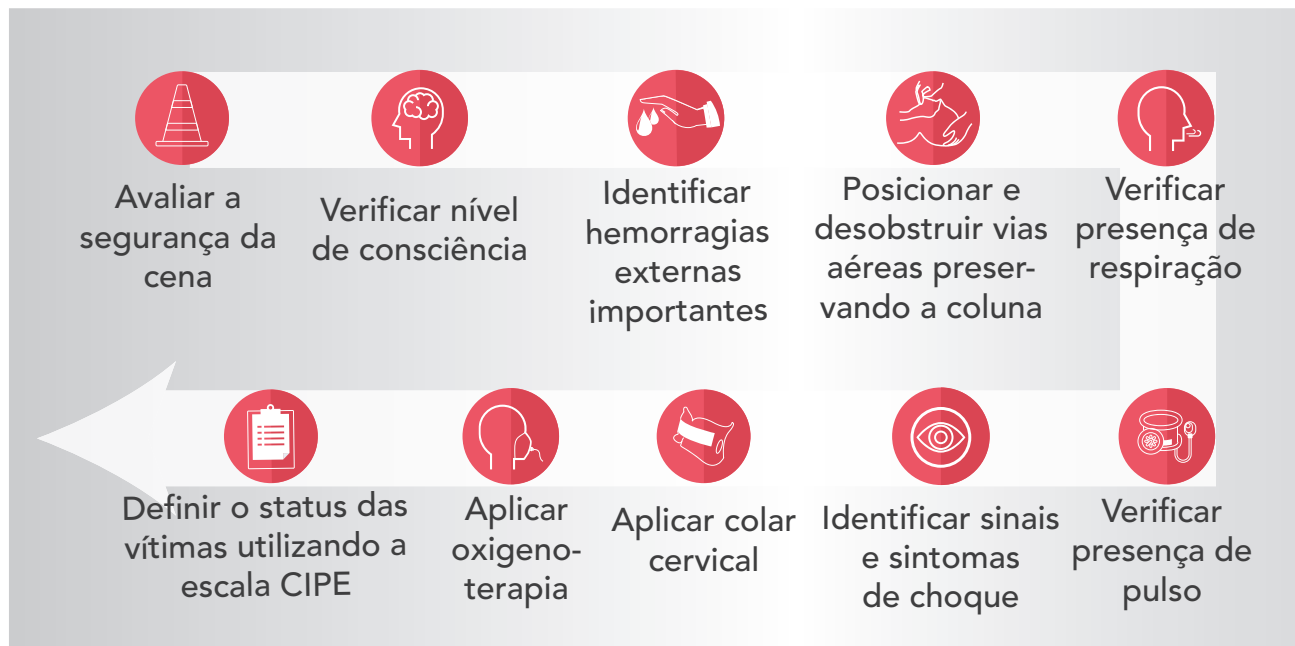 Avaliar a
segurança da
cena
Verificar nível
de consciência
Identificar
hemorragias
externas
importantes
Posicionar e
desobstruir vias
aéreas preser-
vando a coluna
Verificar
presença de
respiração
Verificar
presença de
pulso
Identificar sinais
e sintomas
de choque
Aplicar colar
cervical
Aplicar
oxigeno-
terapia
Definir o status das
vítimas utilizando a
escala CIPE